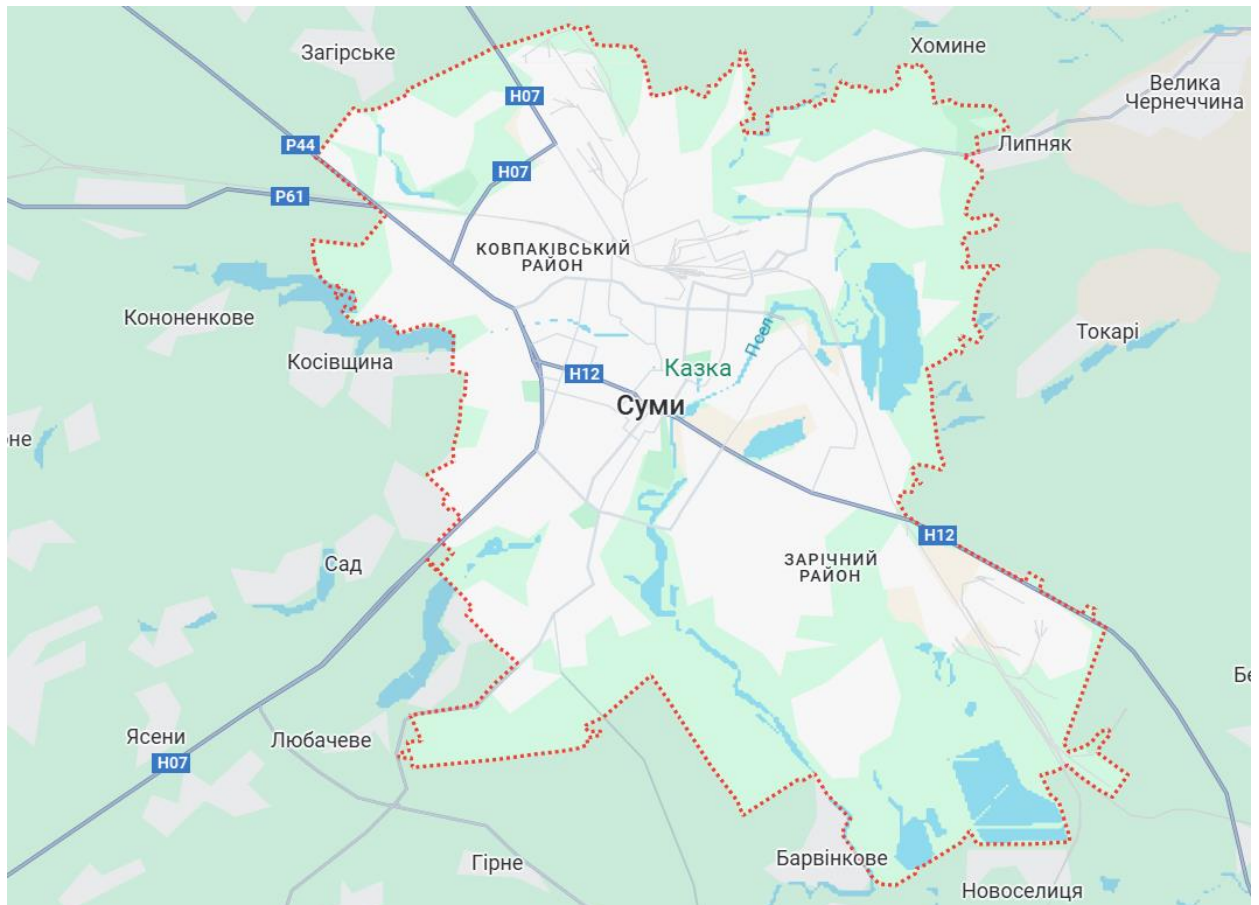 Загірське
Хомине
Велика
Чернеччина
Н07
Р44
Липняк
Н07
Р61
КОВПАКІВСЬКИЙ
РАЙОН
Кононенкове
Псел
Токарі
Косівщина
Казка
Н12
Суми
не
Н12
ЗАРІЧНИЙ
РАЙОН
Сад
Бе
Ясени
Любачеве
Н07
Барвінкове
Гірне
Новоселиця